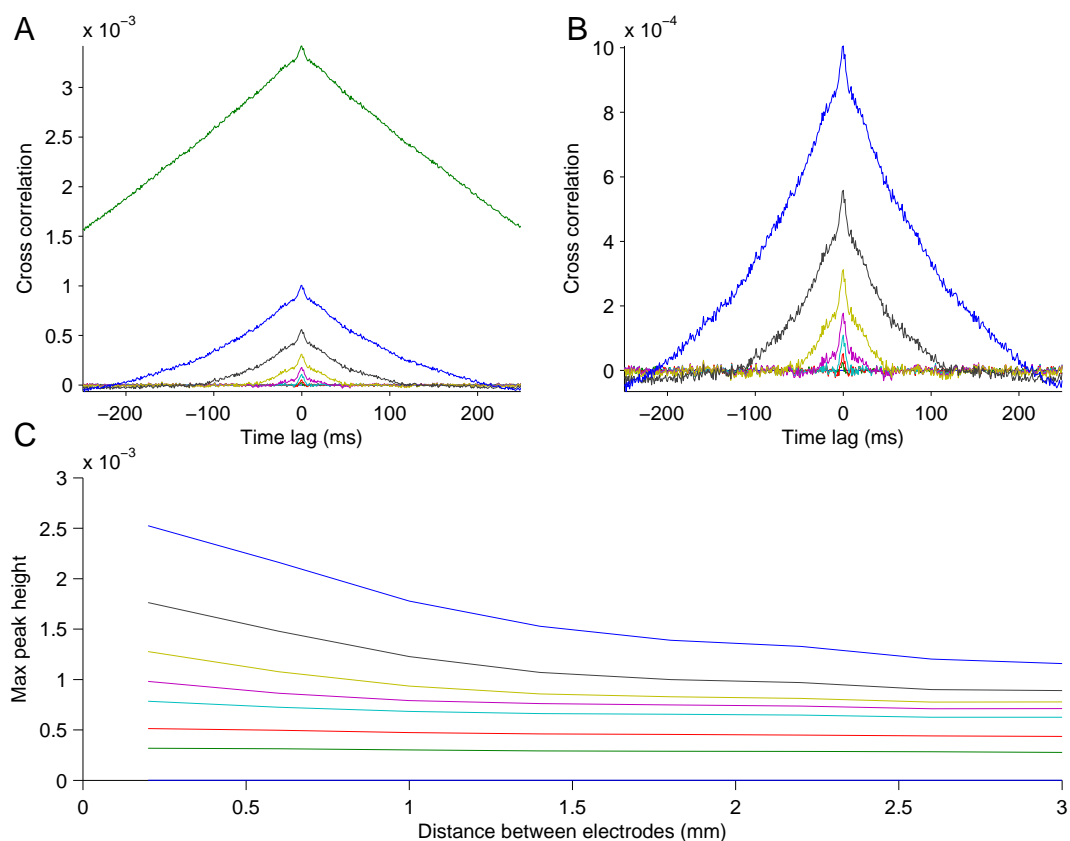 A
x 10−3
Cross correlation
3
2.5
2
1.5
1
0.5
0
−200 −100 0 100 200
Time lag (ms)
B
x 10−4
Cross correlation
10
8
6
4
2
0
−200 −100 0 100 200
Time lag (ms)
C
x 10−3
Max peak height
3
2.5
2
1.5
1
0.5
0
0 0.5 1 1.5 2 2.5 3
Distance between electrodes (mm)